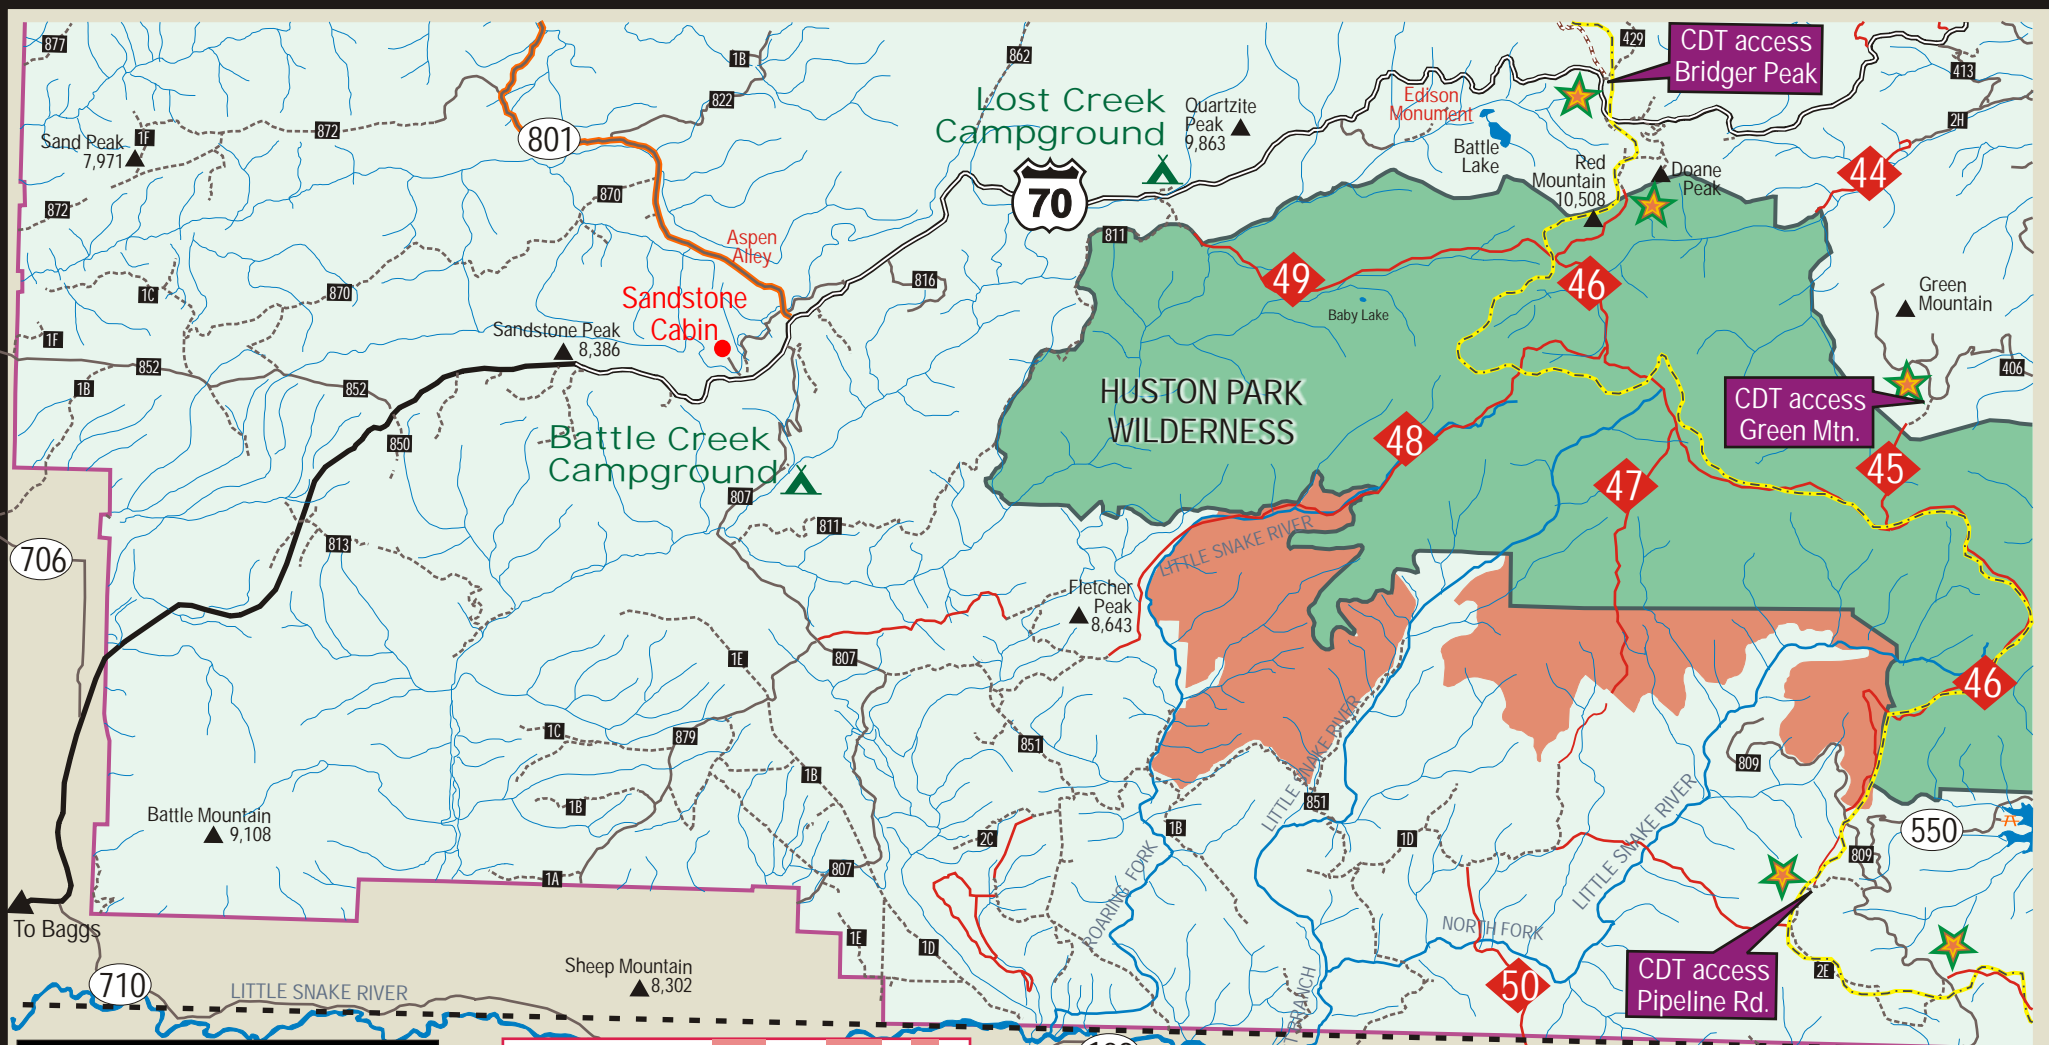 877
1B
862
429
CDT access
Bridger Peak
413
822
Lost Creek
Campground
Quartzite
Peak
9,863
Edison
Monument
2H
Sand Peak
7,971
1F
872
801
Battle
Lake
Red
Mountain
10,508
Doane
Peak
44
872
870
70
811
Aspen
Alley
816
49
46
1C
870
Sandstone
Cabin
Baby Lake
Green
Mountain
1F
Sandstone Peak
8,386
852
1B
852
406
HUSTON PARK
WILDERNESS
CDT access
Green Mtn.
850
Battle Creek
Campground
48
45
47
807
811
813
LITTLE SNAKE RIVER
706
Fletcher
Peak
8,643
1E
807
46
1C
879
851
LITTLE SNAKE RIVER
809
1B
1B
851
Battle Mountain
9,108
2C
1B
1D
LITTLE SNAKE RIVER
550
809
807
1A
ROARING FORK
To Baggs
1E
1D
NORTH FORK
Sheep Mountain
8,302
710
LITTLE SNAKE RIVER
50
CDT access
Pipeline Rd.
2E
BRANCH